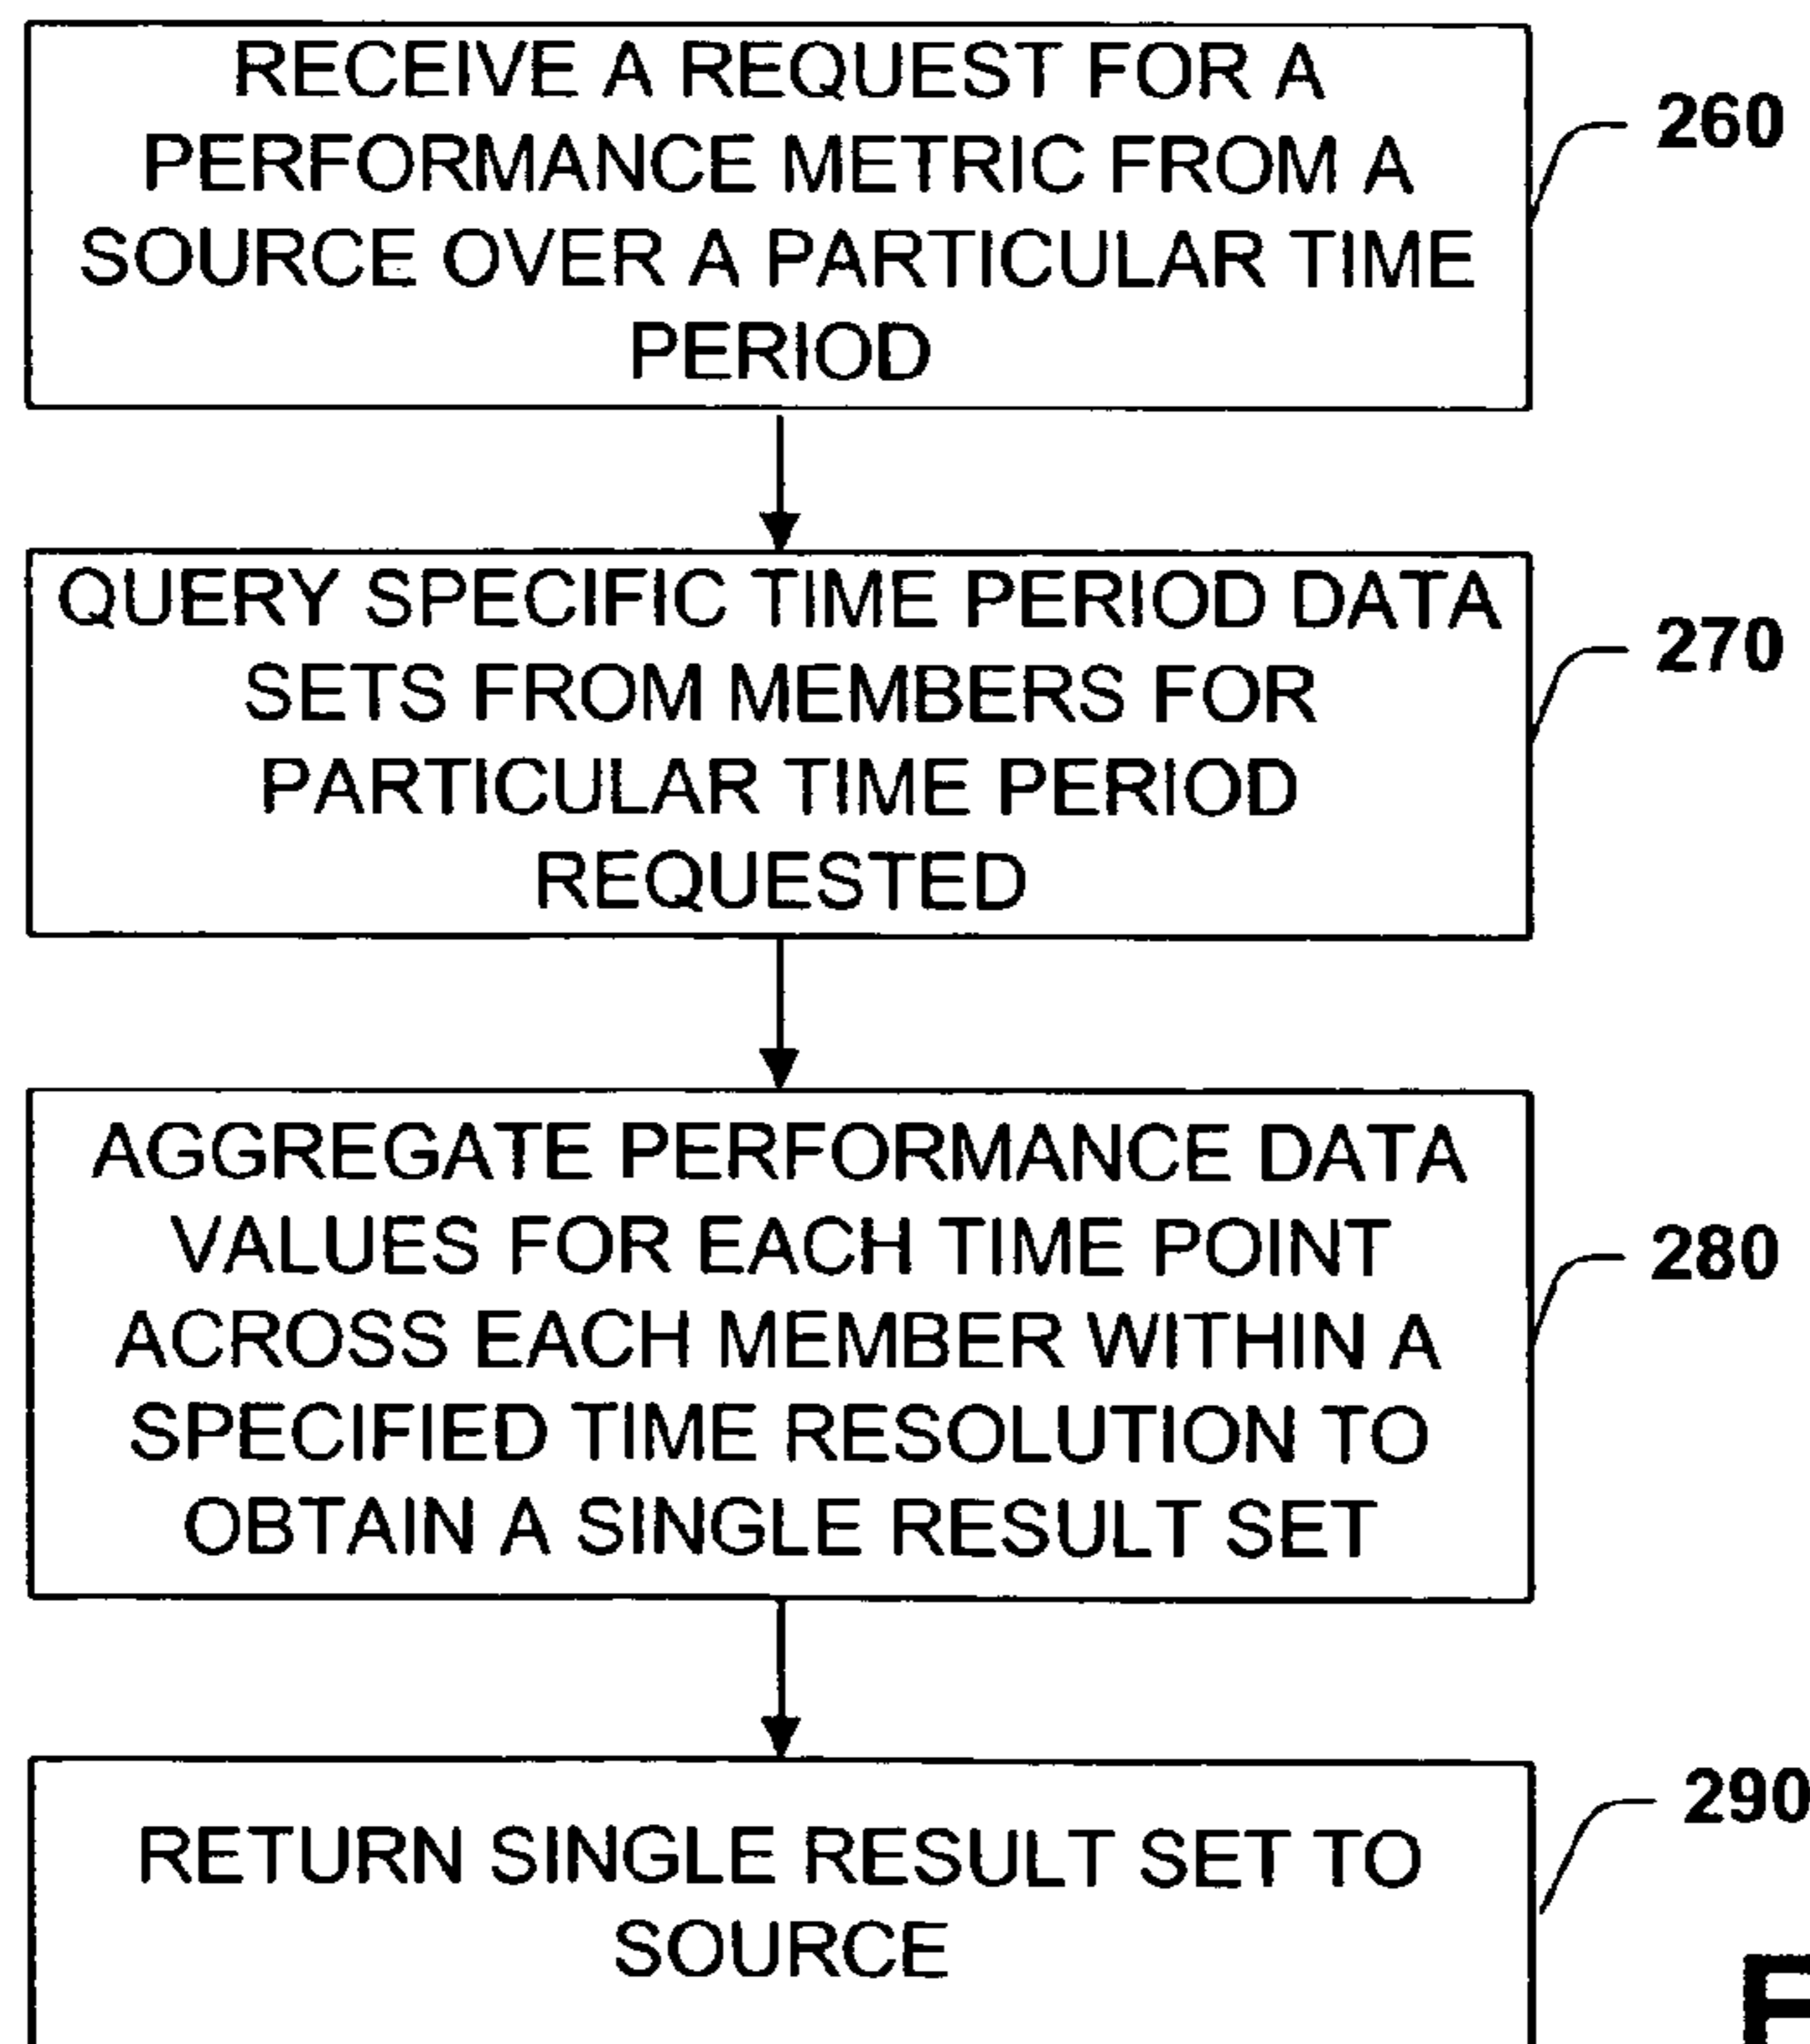 RECEIVE A REQUEST FOR A
PERFORMANCE METRIC FROM A
SOURCE OVER A PARTICULAR TIME
PERIOD
260
QUERY SPECIFIC TIME PERIOD DATA
SETS FROM MEMBERS FOR
PARTICULAR TIME PERIOD
REQUESTED
270
AGGREGATE PERFORMANCE DATA
VALUES FOR EACH TIME POINT
ACROSS EACH MEMBER WITHIN A
SPECIFIED TIME RESOLUTION TO
OBTAIN A SINGLE RESULT SET
280
RETURN SINGLE RESULT SET TO
SOURCE
290